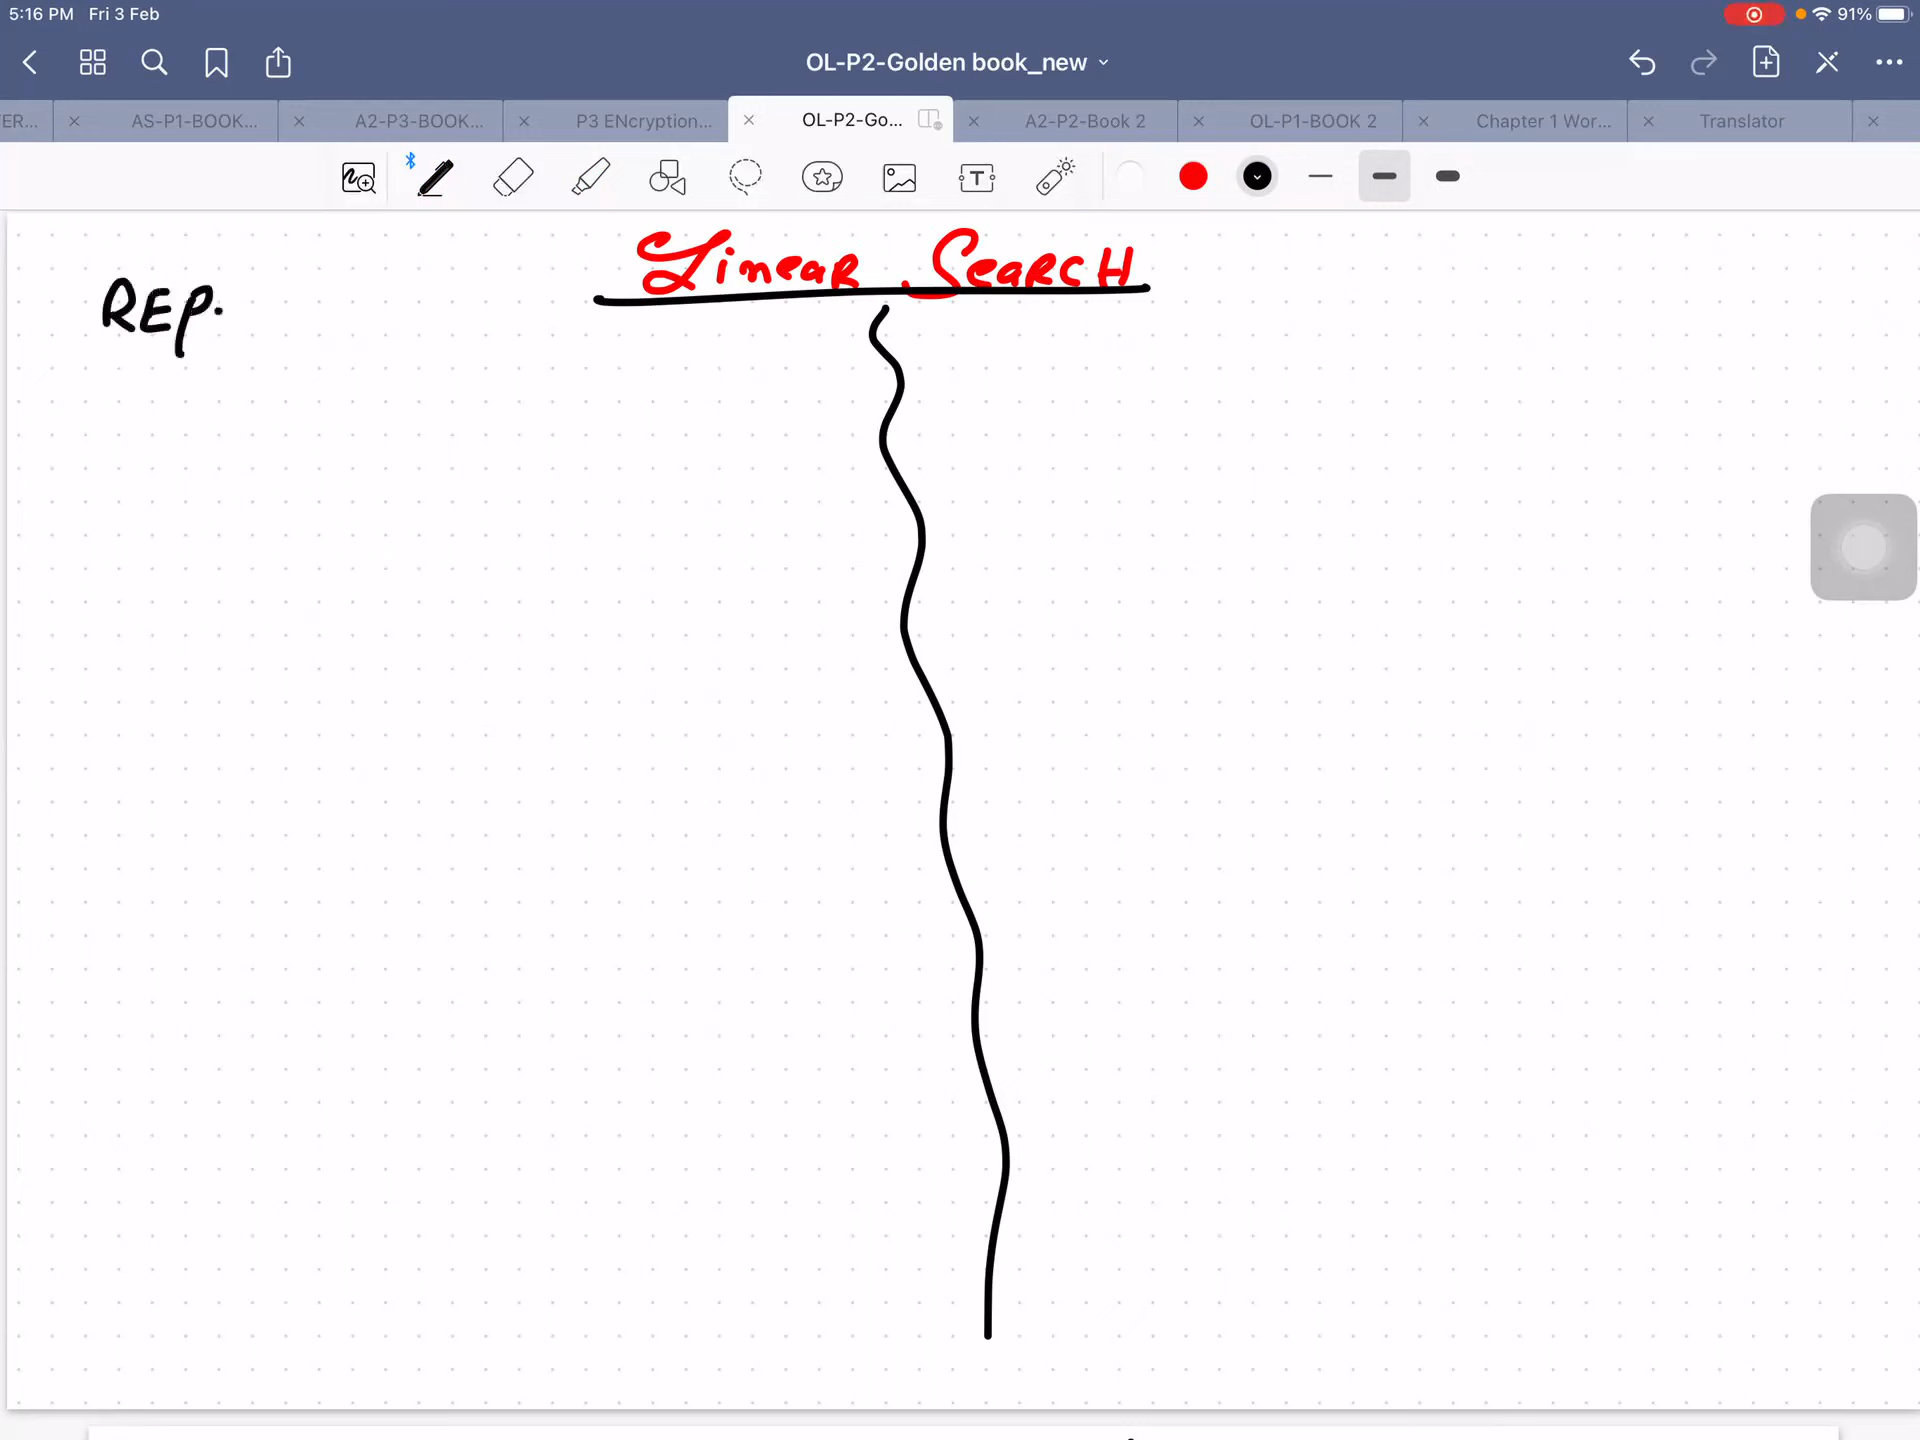 5:16 PM Fri 3 Feb
91%
OL-P2-Golden book_new
ER...
AS-P1-BOOK...
A2-P3-BOOK...
P3 ENcryption...
OL-P2-Go...
A2-P2-Book 2
OL-P1-BOOK 2
Chapter 1 Wor...
Translator
T
Linear Search
REP.